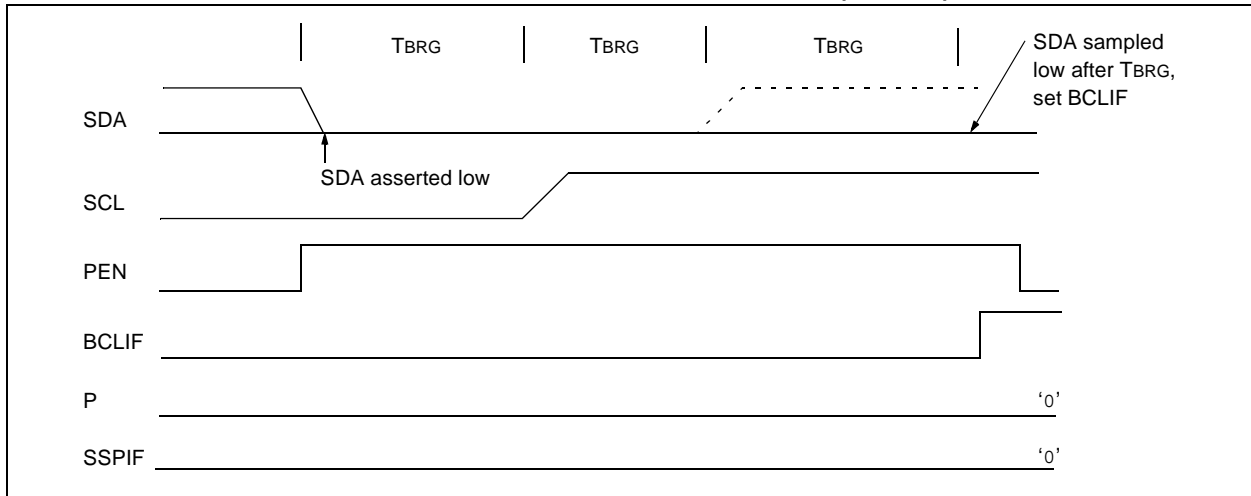 TBRG TBRG TBRG
SDA sampled
low after TBRG,
set BCLIF
SDA
SDA asserted low
SCL
PEN
BCLIF
P ‘0’
SSPIF ‘0’